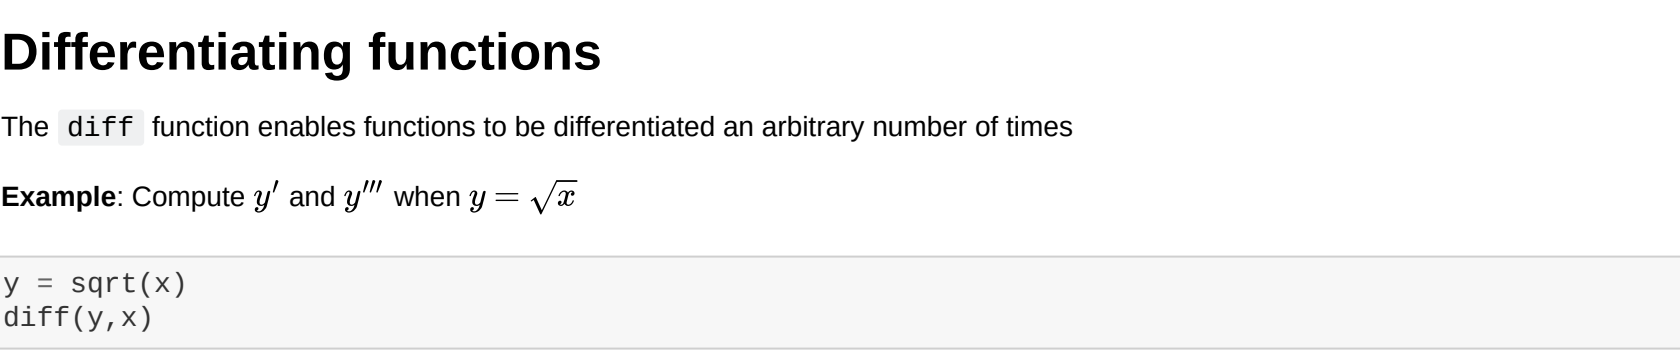 Differentiating functions
The diff function enables functions to be differentiated an arbitrary number of times
Example: Compute y′ and y‴ when y = √x
y = sqrt(x)
diff(y,x)